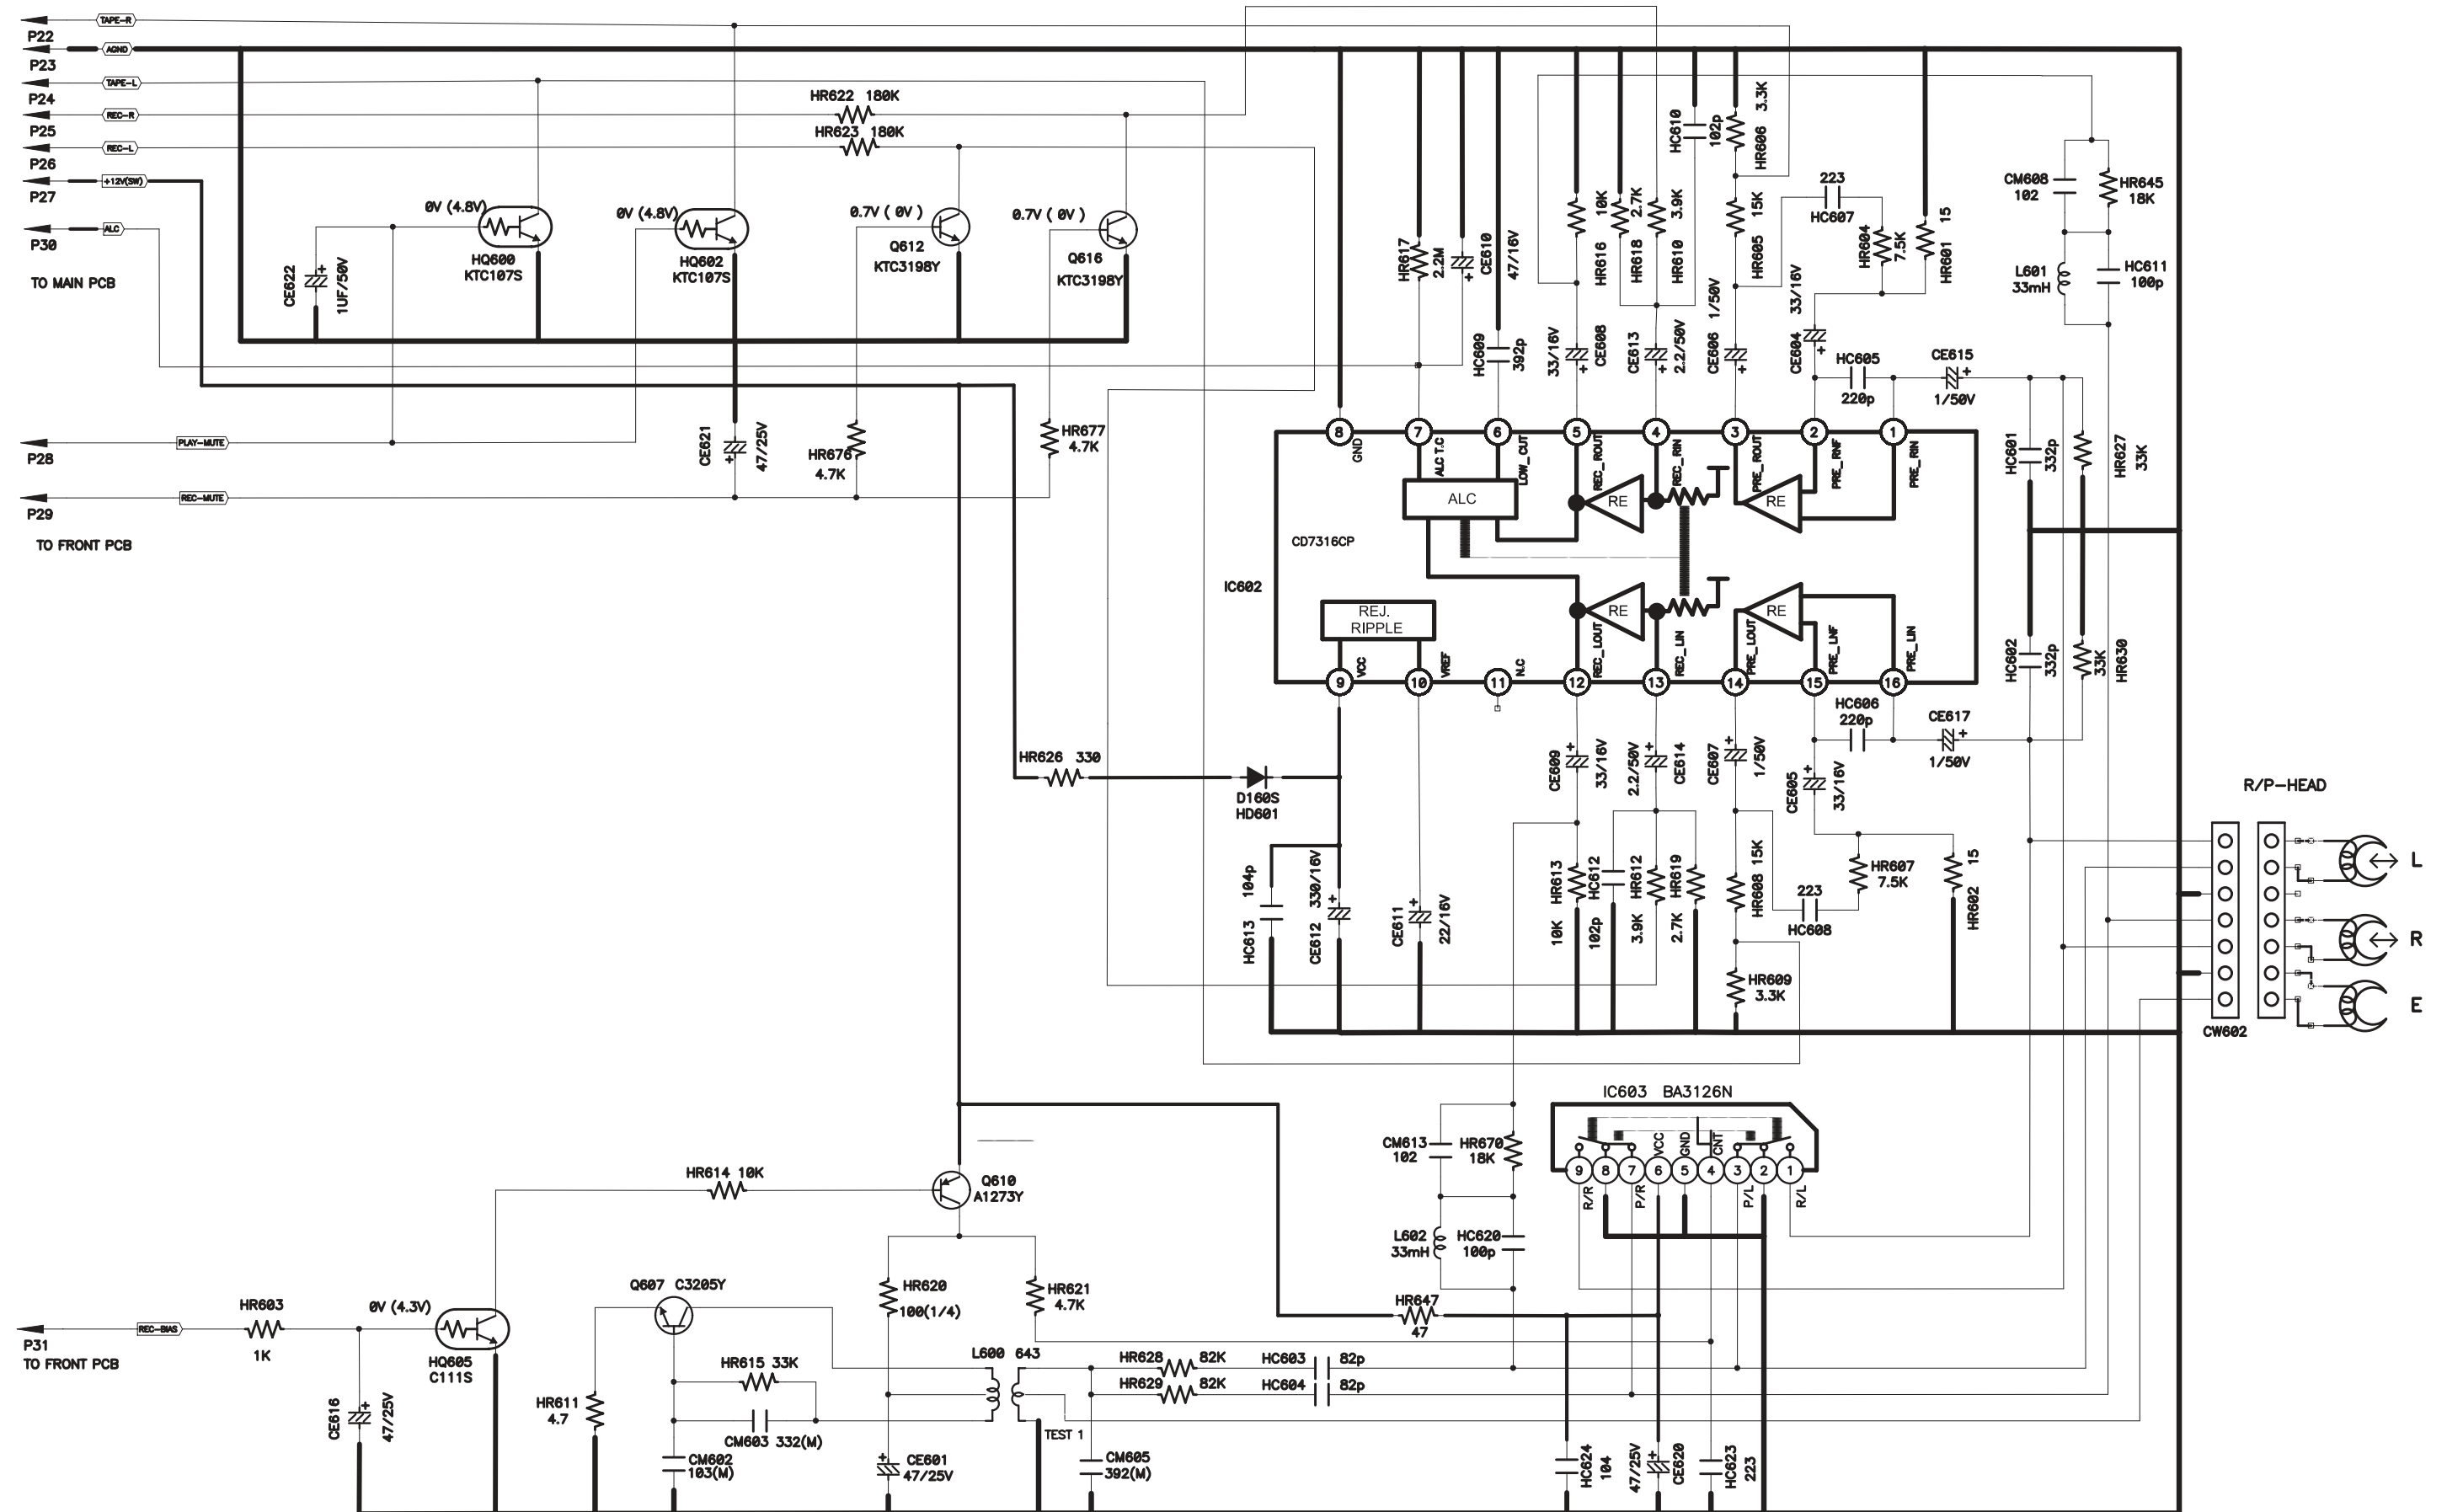 TAPE-R
P22
AGND
P23
TAPE-L
P24
REC-R
P25
REC-L
P26
+12V(SW)
P27
ALC
P30
TO MAIN PCB
PLAY-MUTE
P28
REC-MUTE
P29
TO FRONT PCB
HR622 180K
HR623 180K
0V (4.8V)
HQ600
KTC107S
0V (4.8V)
HQ602
KTC107S
0.7V ( 0V )
Q612
KTC3198Y
0.7V ( 0V )
Q616
KTC3198Y
CE622
1UF/50V
CE621
47/25V
HR676
4.7K
HR677
4.7K
HR617
2.2M
CE610
47/16V
HC609
392p
HR616
10K
HR618
2.7K
HR610
3.9K
HC610
102p
HR606
3.3K
HR605
15K
223
HC607
HR604
7.5K
HR601
15
CM608
102
HR645
18K
L601
33mH
HC611
100p
33/16V
CE608
CE613
2.2/50V
CE606
1/50V
CE604
33/16V
HC605
220p
CE615
1/50V
HC601
332p
HR627
33K
8
7
6
5
4
3
2
1
GND
ALC T.C
LOW_CUT
REC_ROUT
REC_RIN
PRE_ROUT
PRE_RNF
PRE_RIN
ALC
RE
RE
CD7316CP
IC602
REJ.
RIPPLE
RE
RE
VCC
VREF
N.C
REC_LOUT
REC_LIN
PRE_LOUT
PRE_LNF
PRE_LIN
9
10
11
12
13
14
15
16
HC602
332p
33K
HR630
HC606
220p
CE617
1/50V
HR626 330
D160S
HD601
CE609
33/16V
2.2/50V
CE614
CE607
1/50V
CE605
33/16V
HC613
104p
CE612
330/16V
CE611
22/16V
HR613
10K
HC612
102p
HR612
3.9K
HR619
2.7K
HR608
15K
223
HC608
HR607
7.5K
HR602
15
HR609
3.3K
R/P-HEAD
L
R
E
CW602
IC603 BA3126N
VCC
GND
CNT
9
8
7
6
5
4
3
2
1
R/R
P/R
P/L
R/L
CM613
102
HR670
18K
L602
33mH
HC620
100p
HR614 10K
Q610
A1273Y
HR603
1K
REC-BIAS
P31
TO FRONT PCB
0V (4.3V)
HQ605
C111S
CE616
47/25V
Q607 C3205Y
HR611
4.7
HR615 33K
CM603 332(M)
CM602
103(M)
HR620
100(1/4)
HR621
4.7K
CE601
47/25V
L600 643
TEST 1
CM605
392(M)
HR628 82K
HC603 82p
HR629 82K
HC604 82p
HR647
47
HC624
104
47/25V
CE620
HC623
223